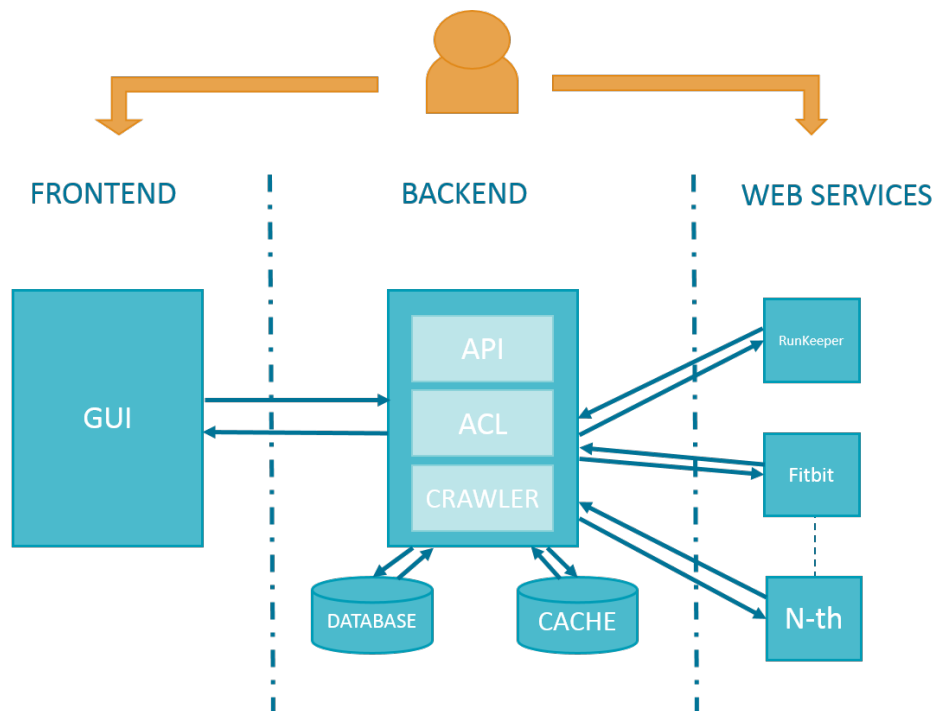 FRONTEND
BACKEND
WEB SERVICES
GUI
API
ACL
CRAWLER
DATABASE
CACHE
RunKeeper
Fitbit
N-th